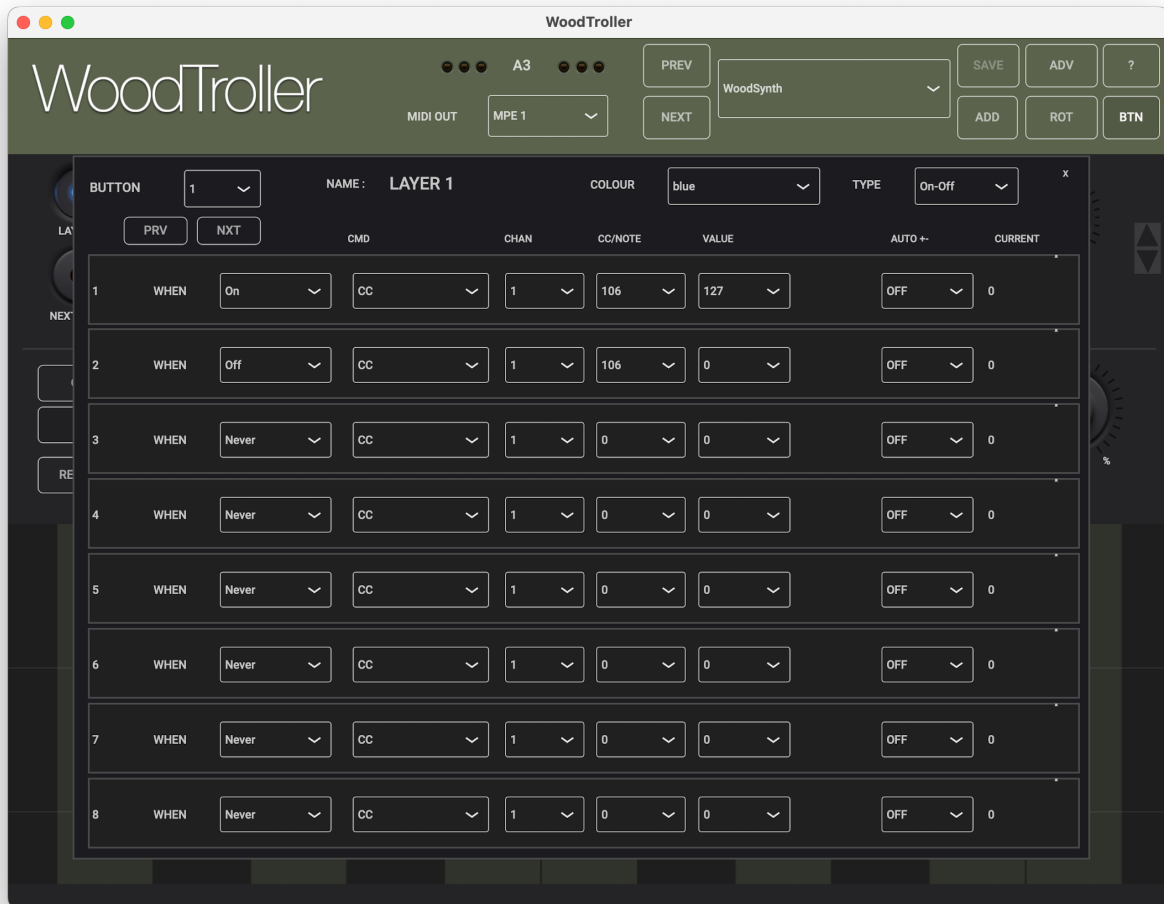 WoodTroller
WoodTroller
A3
PREV
WoodSynth
SAVE
ADV
?
MIDI OUT
MPE 1
NEXT
ADD
ROT
BTN
BUTTON
1
NAME :
LAYER 1
COLOUR
blue
TYPE
On-Off
x
PRV
NXT
CMD
CHAN
CC/NOTE
VALUE
AUTO +-
CURRENT
LA
NEX
RE
%
1 WHEN On CC 1 106 127 OFF 0
2 WHEN Off CC 1 106 0 OFF 0
3 WHEN Never CC 1 0 0 OFF 0
4 WHEN Never CC 1 0 0 OFF 0
5 WHEN Never CC 1 0 0 OFF 0
6 WHEN Never CC 1 0 0 OFF 0
7 WHEN Never CC 1 0 0 OFF 0
8 WHEN Never CC 1 0 0 OFF 0